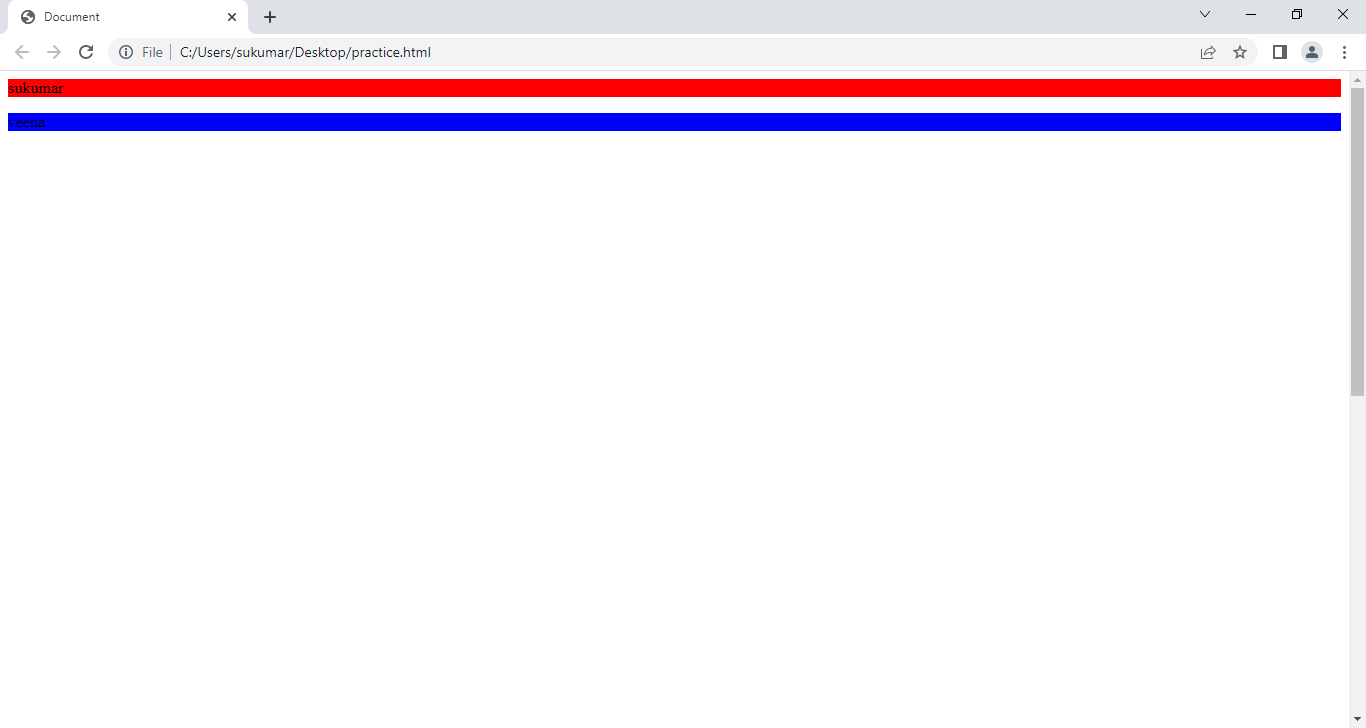 Document
File
C:/Users/sukumar/Desktop/practice.html
sukumar
veena